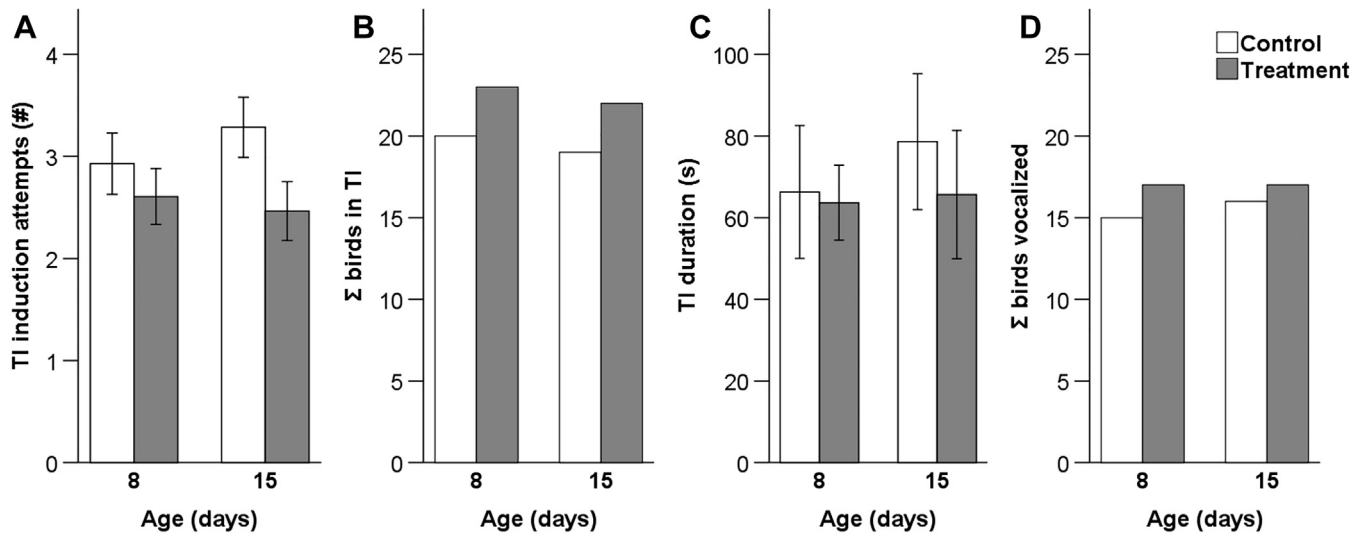 A
TI induction attempts (#)
4
3
2
1
0
8
15
Age (days)
B
Σ birds in TI
25
20
15
10
5
0
8
15
Age (days)
C
TI duration (s)
100
80
60
40
20
0
8
15
Age (days)
D
Σ birds vocalized
25
20
15
10
5
0
8
15
Age (days)
Control
Treatment